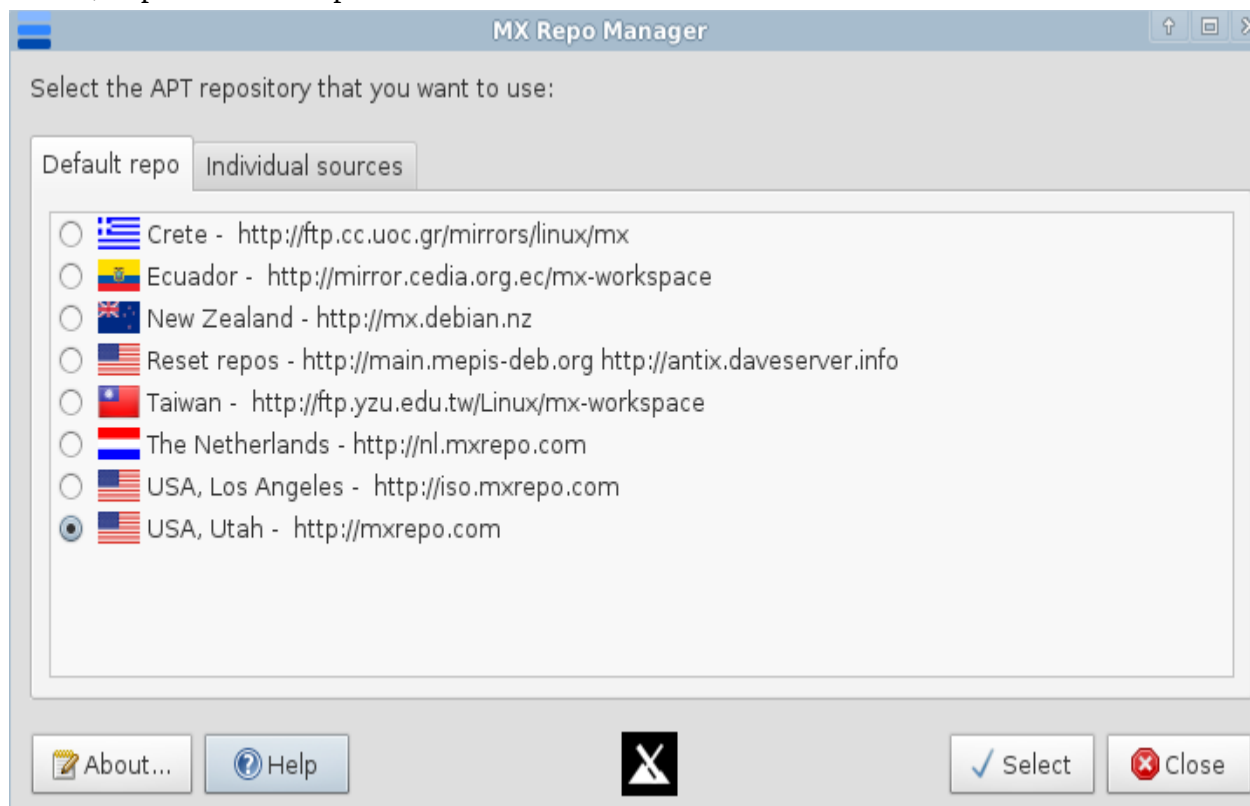 MX Repo Manager
Select the APT repository that you want to use:
Default repo Individual sources
Crete - http://ftp.cc.uoc.gr/mirrors/linux/mx
Ecuador - http://mirror.cedia.org.ec/mx-workspace
New Zealand - http://mx.debian.nz
Reset repos - http://main.mepis-deb.org http://antix.daveserver.info
Taiwan - http://ftp.yzu.edu.tw/Linux/mx-workspace
The Netherlands - http://nl.mxrepo.com
USA, Los Angeles - http://iso.mxrepo.com
USA, Utah - http://mxrepo.com
About... Help Select Close